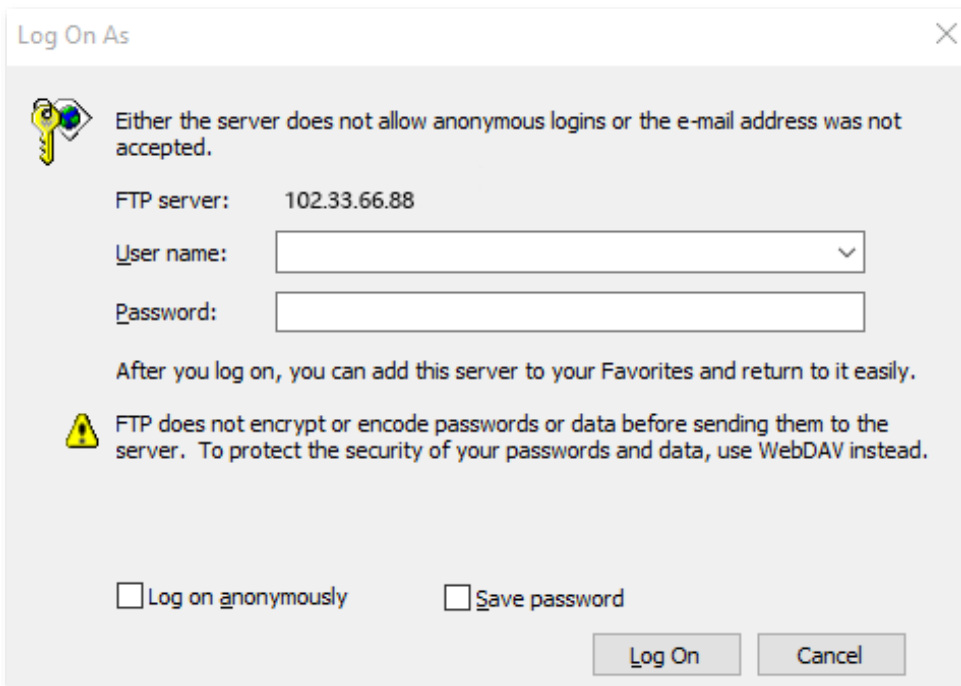 Log On As
Either the server does not allow anonymous logins or the e-mail address was not
accepted.
FTP server: 102.33.66.88
User name:
Password:
After you log on, you can add this server to your Favorites and return to it easily.
FTP does not encrypt or encode passwords or data before sending them to the
server.  To protect the security of your passwords and data, use WebDAV instead.
Log on anonymously Save password
Log On Cancel